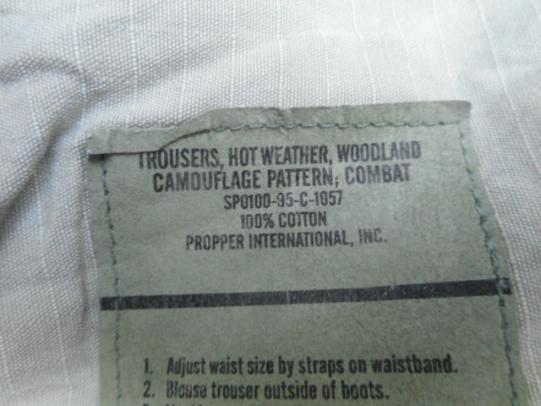 TROUSERS, HOT WEATHER, WOODLAND
CAMOUFLAGE PATTERN; COMBAT
SPO100-95-C-1057
100% COTTON
PROPPER INTERNATIONAL, INC.
1. Adjust waist size by straps on waistband.
2. Blouse trouser outside of boots.